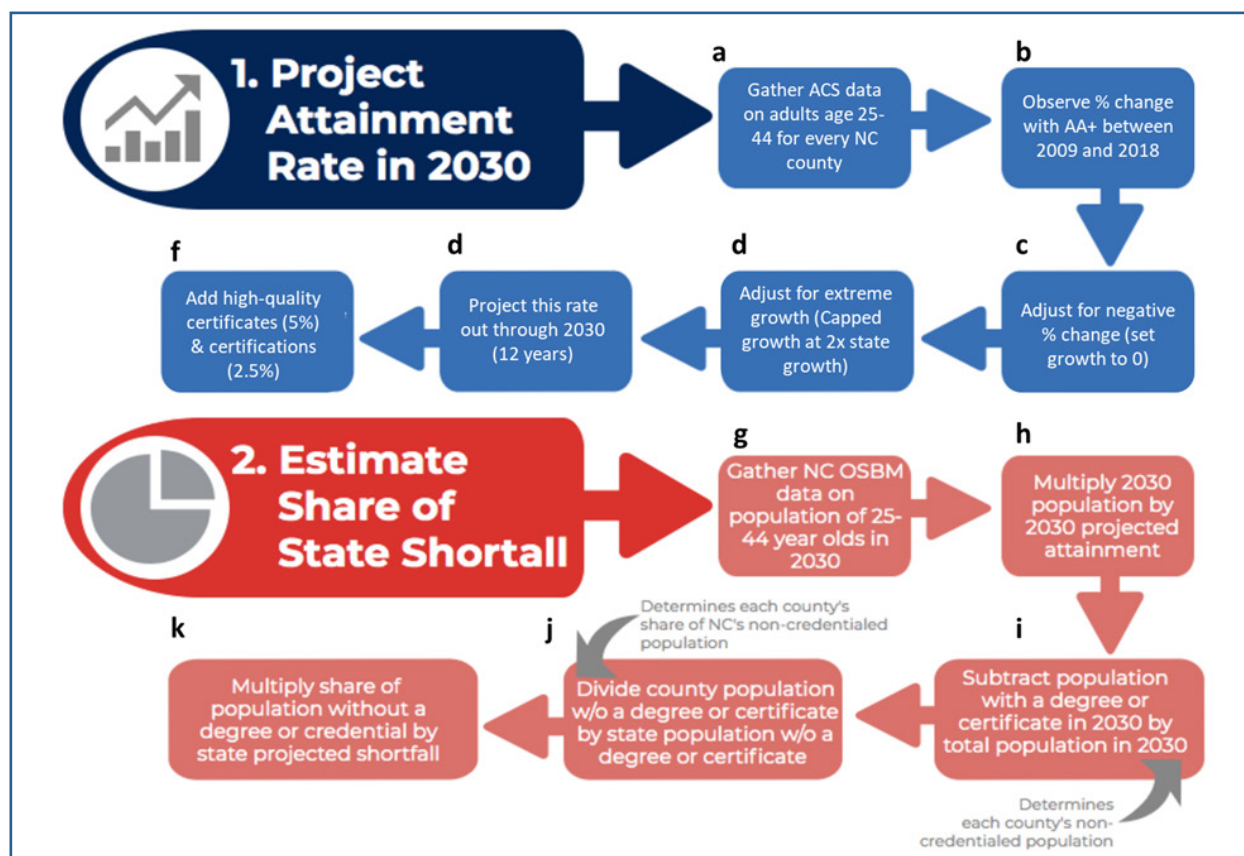 1. Project
Attainment
Rate in 2030
a
Gather ACS data
on adults age 25-
44 for every NC
county
b
Observe % change
with AA+ between
2009 and 2018
c
Adjust for negative
% change (set
growth to 0)
d
Adjust for extreme
growth (Capped
growth at 2x state
growth)
d
Project this rate
out through 2030
(12 years)
f
Add high-quality
certificates (5%)
& certifications
(2.5%)
2. Estimate
Share of
State Shortall
g
Gather NC OSBM
data on
population of 25-
44 year olds in
2030
h
Multiply 2030
population by
2030 projected
attainment
i
Subtract population
with a degree or
certificate in 2030 by
total population in 2030
Determines
each county's non-
credentialed population
j
Determines each county's
share of NC's non-credentialed
population
Divide county population
w/o a degree or certificate
by state population w/o a
degree or certificate
k
Multiply share of
population without a
degree or credential by
state projected shortfall